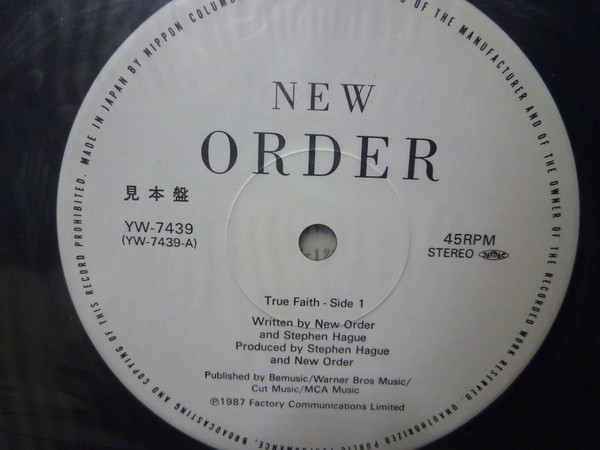 NEW
ORDER
見本盤
YW-7439
(YW-7439-A)
45RPM
STEREO JASRAC
True Faith - Side 1
Written by New Order
and Stephen Hague
Produced by Stephen Hague
and New Order
Published by Bemusic/Warner Bros Music/
Cut Music/MCA Music
Ⓟ1987 Factory Communications Limited
MADE IN JAPAN BY NIPPON COLUM
OF THE MANUFACTURER AND OF THE OWNER OF THE RECORDED WORK RESERVED. UNAUTHORIZED PUBLIC PERFORMANCE, BROADCASTING AND COPYING OF THIS RECORD PROHIBITED.